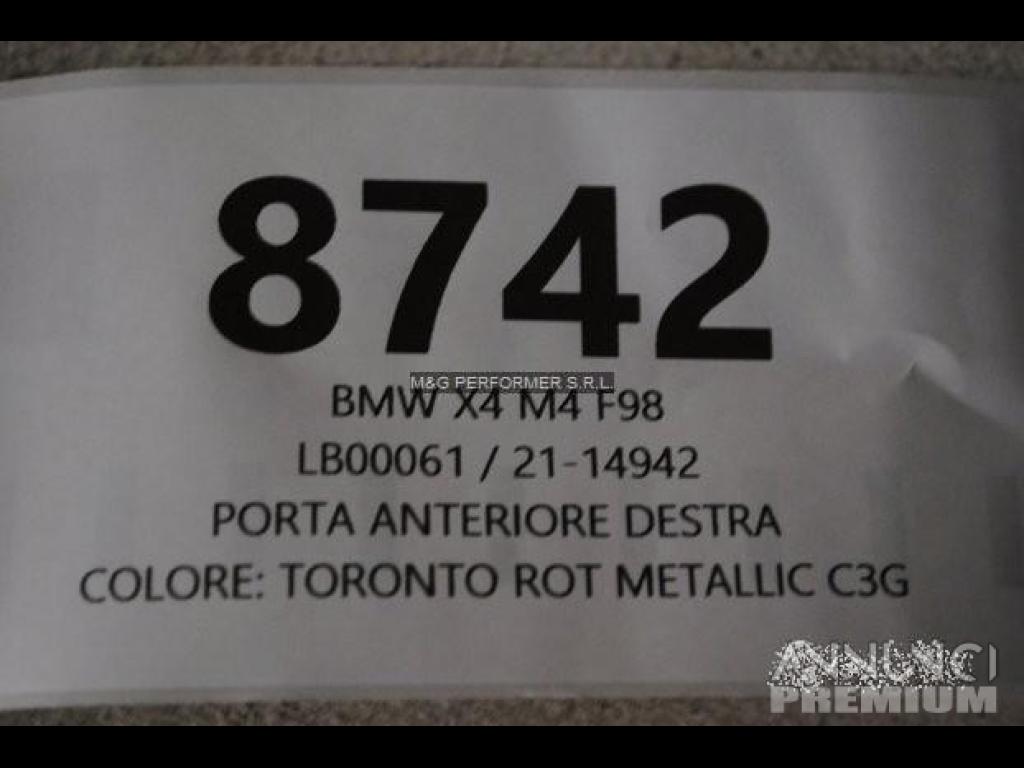 8742
M&G PERFORMER S.R.L.
BMW X4 M4 F98
LB00061 / 21-14942
PORTA ANTERIORE DESTRA
COLORE: TORONTO ROT METALLIC C3G
ANNUNCI
PREMIUM